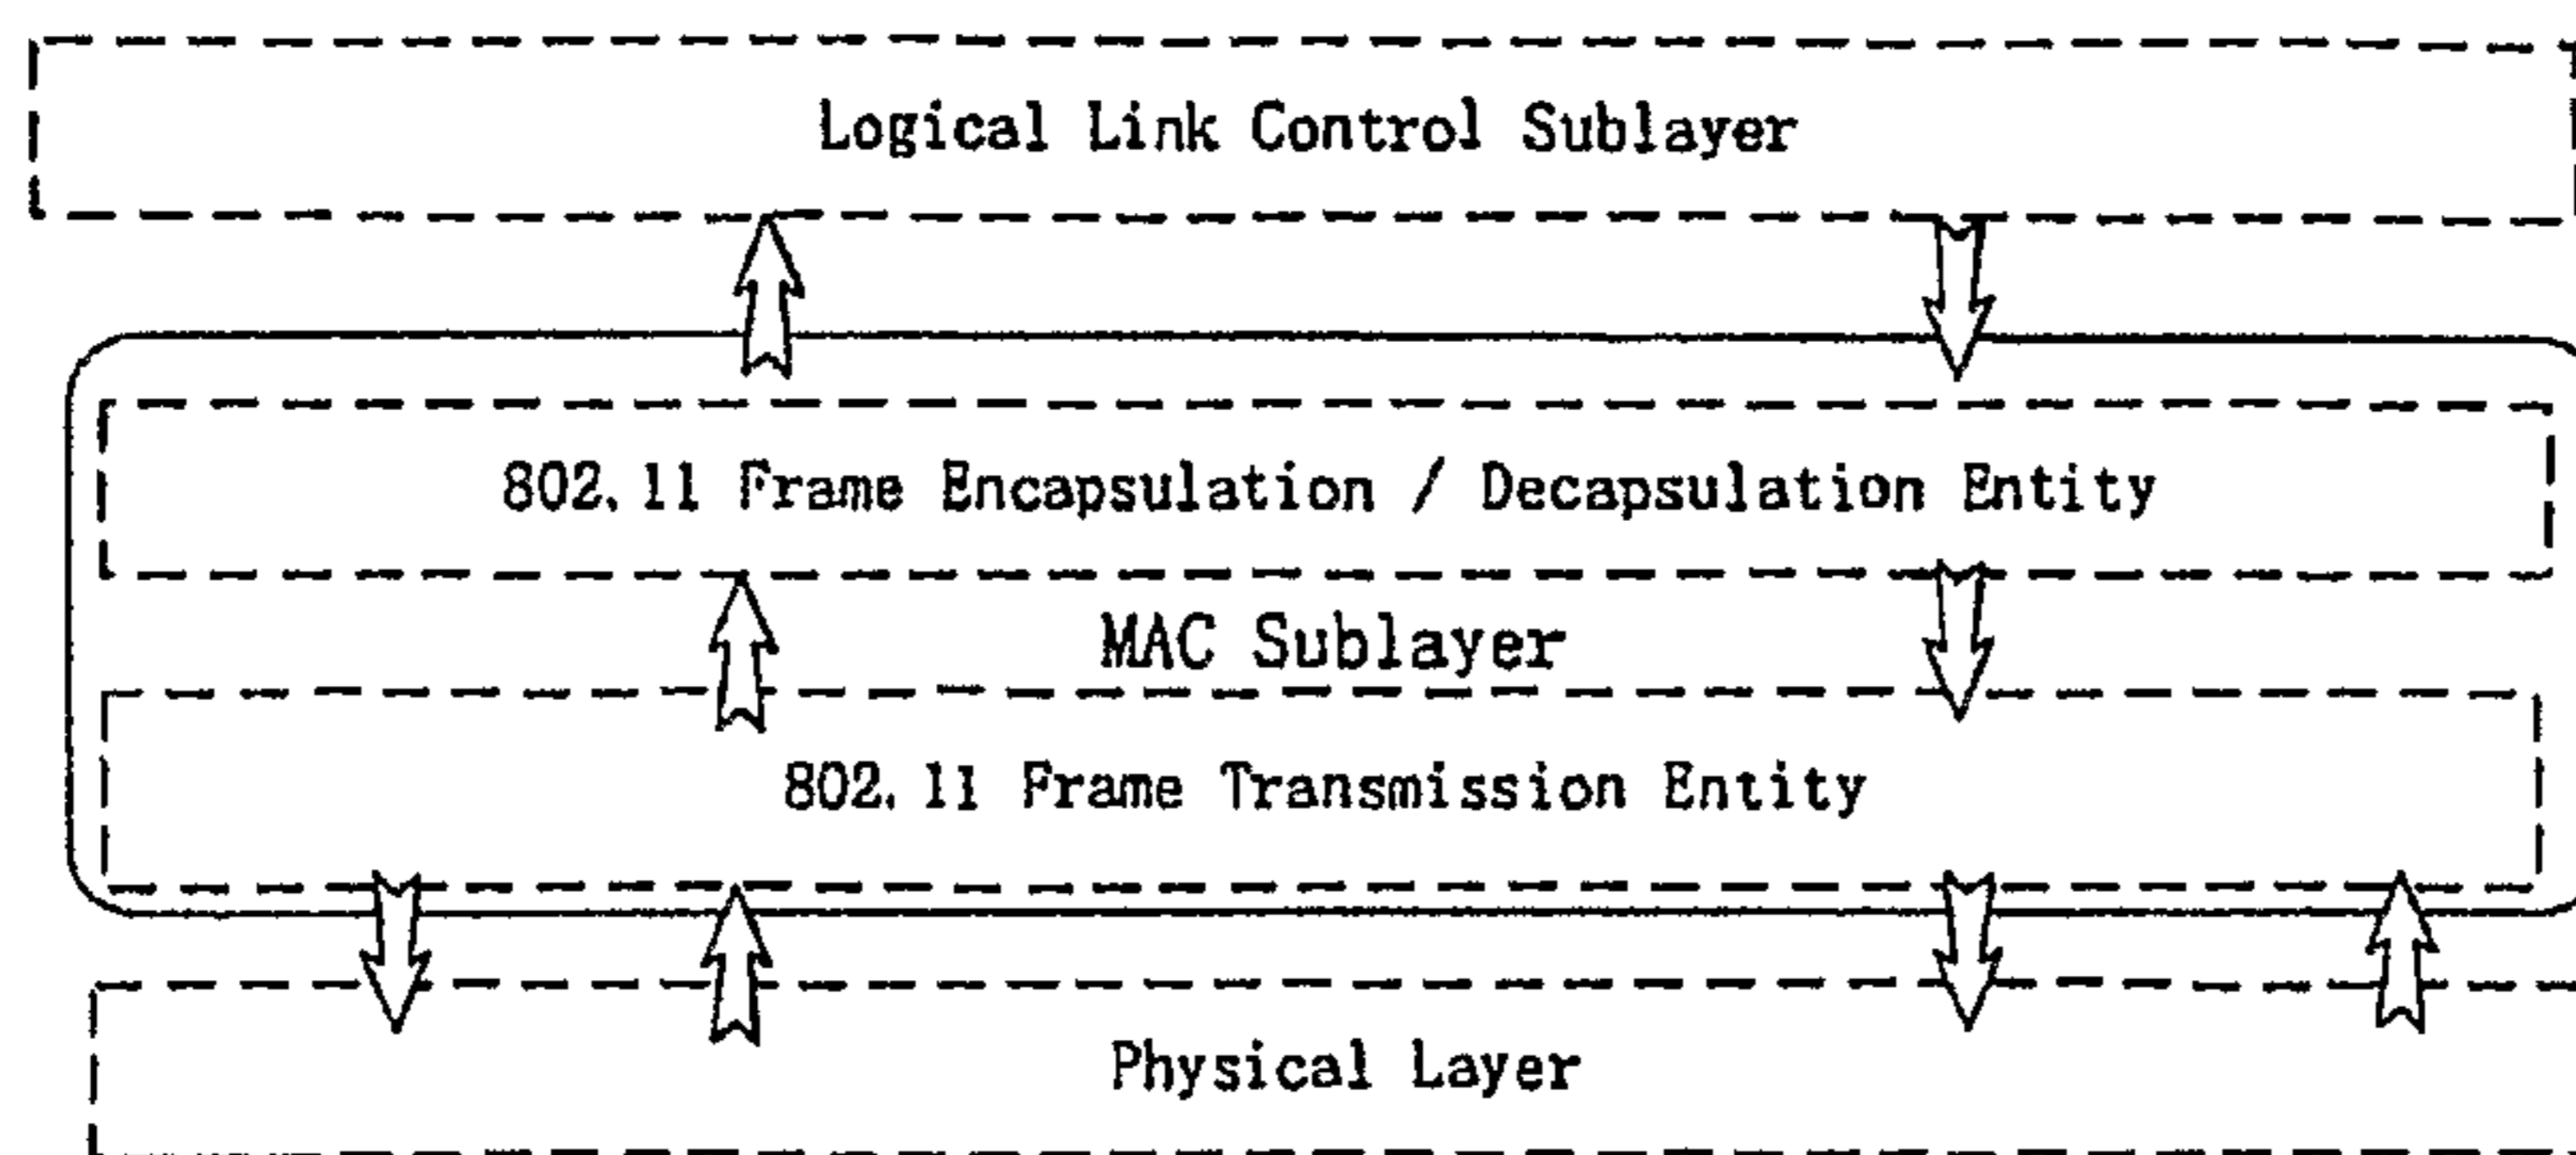 Logical Link Control Sublayer
802.11 Frame Encapsulation / Decapsulation Entity
MAC Sublayer
802.11 Frame Transmission Entity
Physical Layer